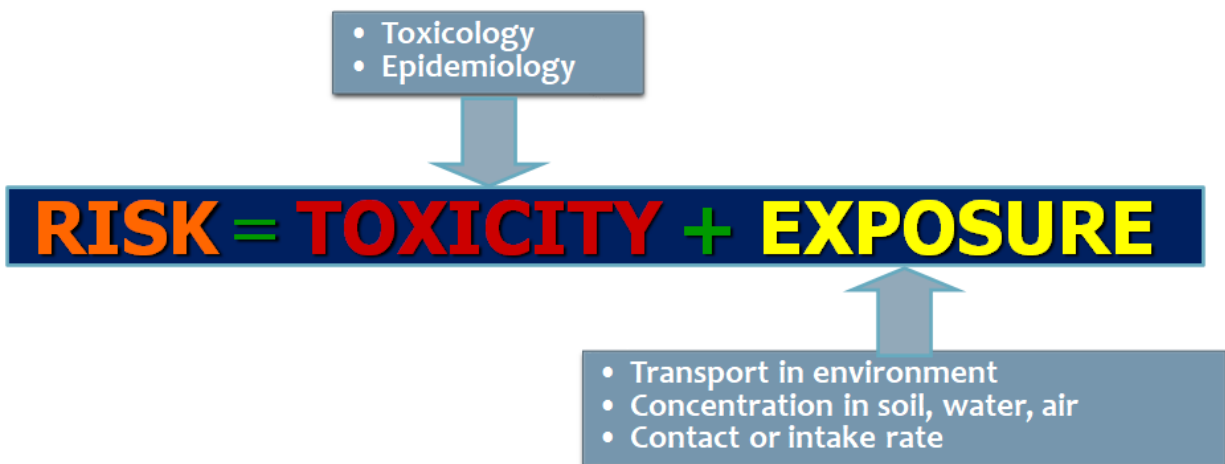 • Toxicology
• Epidemiology
RISK = TOXICITY + EXPOSURE
• Transport in environment
• Concentration in soil, water, air
• Contact or intake rate